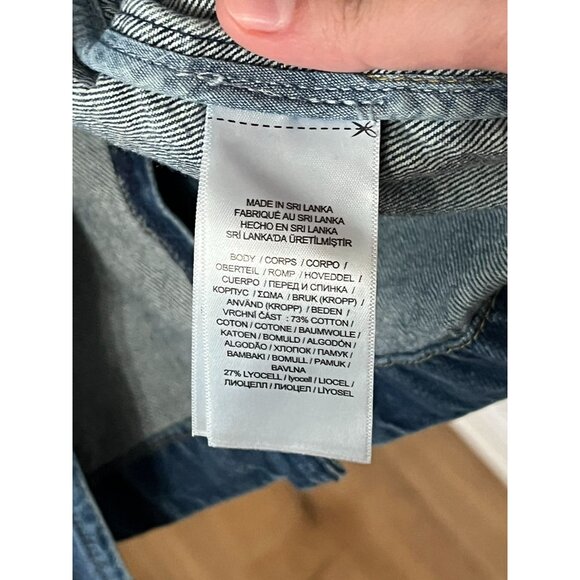 MADE IN SRI LANKA
FABRIQUÉ AU SRI LANKA
HECHO EN SRI LANKA
SRİ LANKA'DA ÜRETİLMİŞTİR
BODY / CORPS / CORPO /
OBERTEIL / ROMP / HOVEDDEL /
CUERPO / ПЕРЕД И СПИНКА /
КОРПУС / ΣΩΜΑ / BRUK (KROPP) /
ANVÄND (KROPP) / BEDEN /
VRCHNÍ ČÁST : 73% COTTON /
COTON / COTONE / BAUMWOLLE /
KATOEN / BOMULD / ALGODÓN /
ALGODÃO / ХЛОПОК / ПАМУК /
BAMBAKI / BOMULL / PAMUK /
BAVLNA
27% LYOCELL / lyocell / LIOCEL /
ЛИОЦЕЛЛ / ЛИОЦЕЛ / LİYOSEL